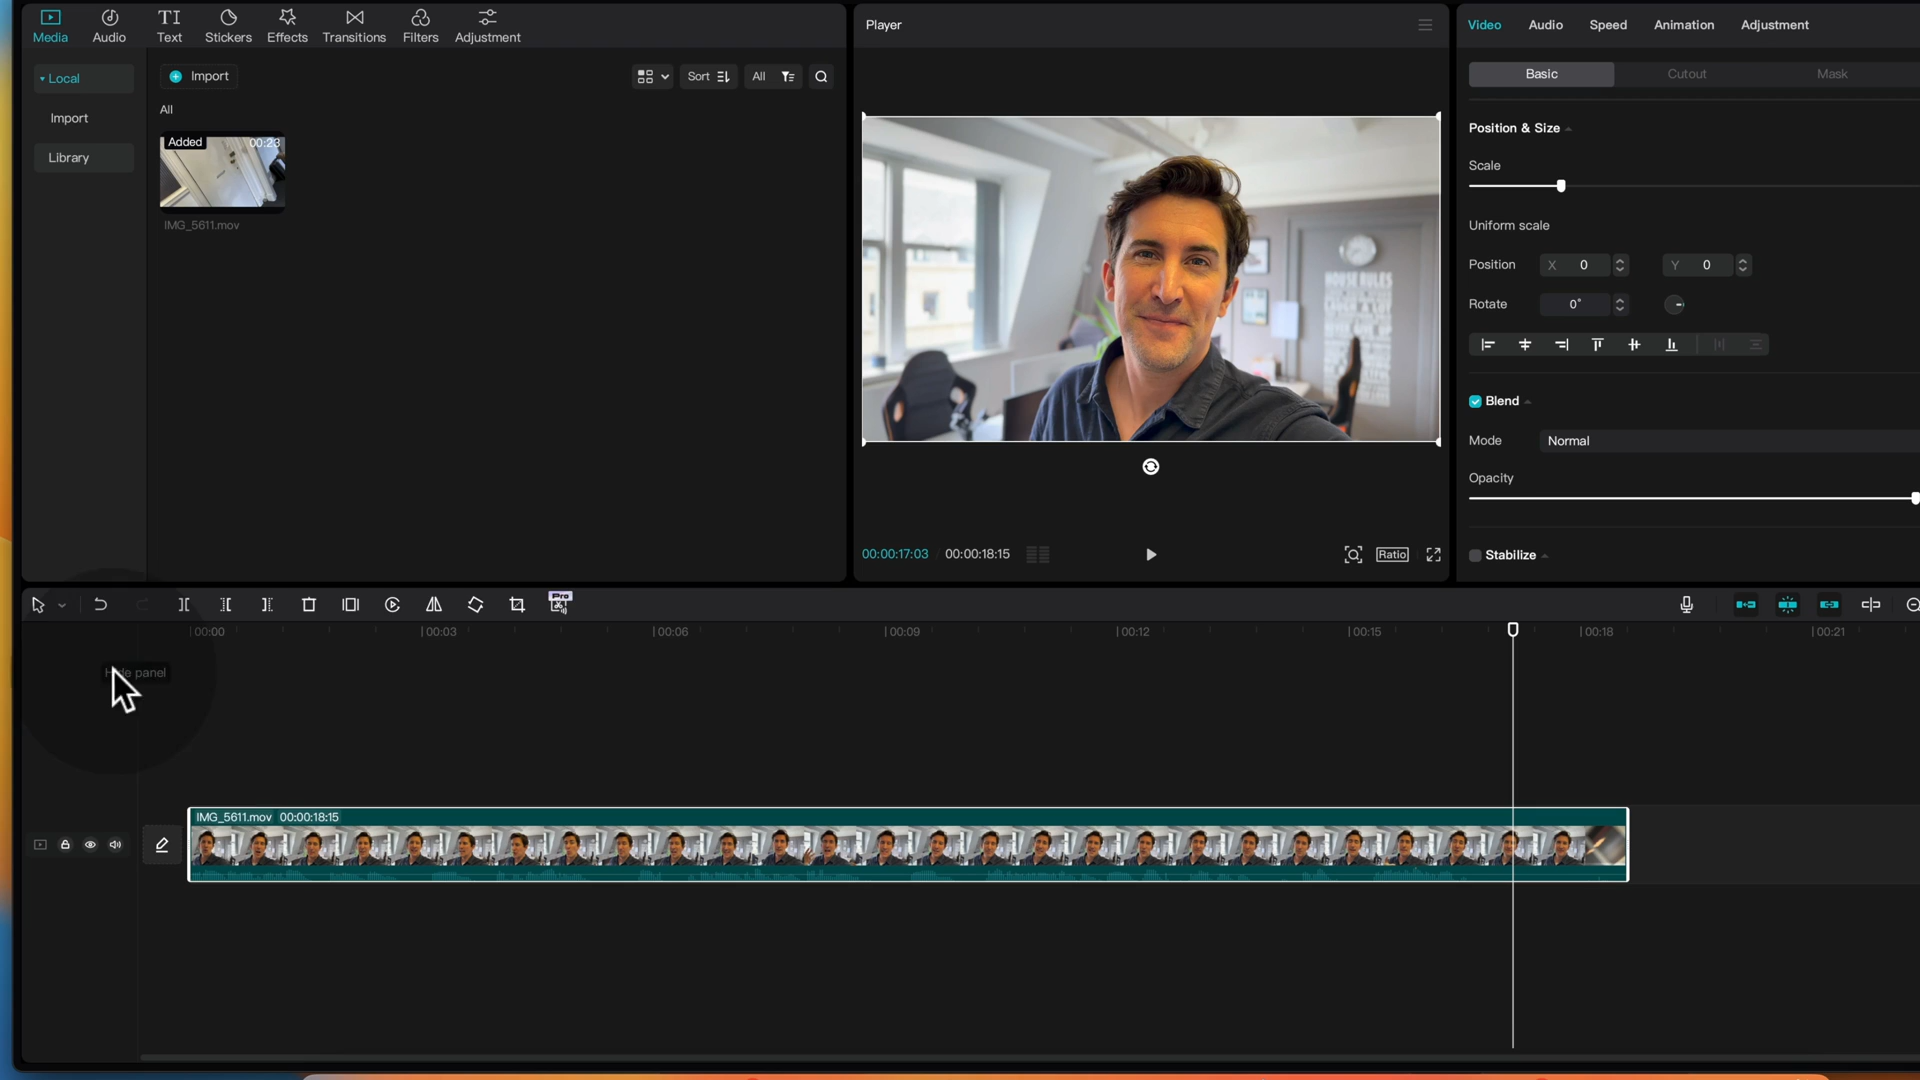 Media Audio Text Stickers Effects Transitions Filters Adjustment
Local
Import
Library
Import
Sort
All
All
Added 00:23
IMG_5611.mov
Player
HOUSE RULES
00:00:17:03 00:00:18:15
Ratio
Video Audio Speed Animation Adjustment
Basic Cutout Mask
Position & Size
Scale
Uniform scale
Position X 0 Y 0
Rotate 0°
Blend
Mode Normal
Opacity
Stabilize
Pro
00:00 00:03 00:06 00:09 00:12 00:15 00:18 00:21
Hide panel
IMG_5611.mov 00:00:18:15